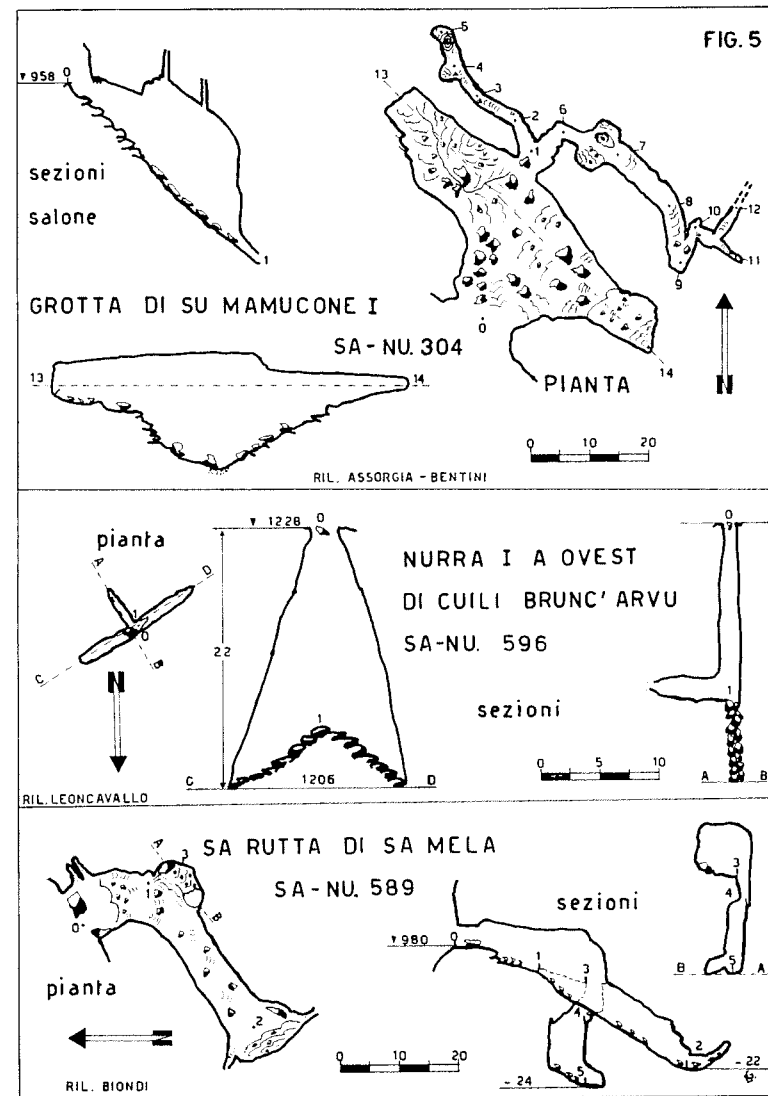 FIG. 5
▼ 958
0
1
sezioni
salone
5
4
3
2
13
1
6
7
8
10
12
11
9
0
14
GROTTA DI SU MAMUCONE I
SA-NU. 304
PIANTA
N
13
14
0 10 20
RIL. ASSORGIA - BENTINI
pianta
A
D
1
0
C
B
N
RIL. LEONCAVALLO
▼ 1228
0
22
1
C
1206
D
NURRA I A OVEST
DI CUILI BRUNC' ARVU
SA-NU. 596
sezioni
0 5 10
0
1
A B
SA RUTTA DI SA MELA
SA-NU. 589
A
3
1
0
B
2
pianta
N
RIL. BIONDI
0 10 20
sezioni
▼ 980
0
1
3
4
5
2
- 22
- 24
3
4
5
B A